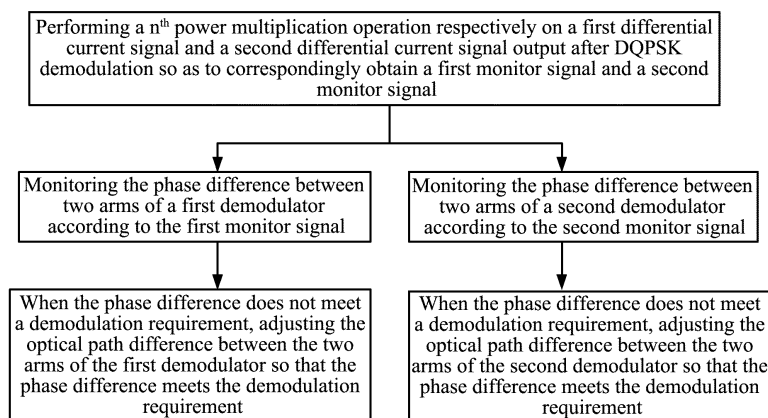 Performing a nth power multiplication operation respectively on a first differential
current signal and a second differential current signal output after DQPSK
demodulation so as to correspondingly obtain a first monitor signal and a second
monitor signal
Monitoring the phase difference between
two arms of a first demodulator
according to the first monitor signal
Monitoring the phase difference between
two arms of a second demodulator
according to the second monitor signal
When the phase difference does not meet
a demodulation requirement, adjusting the
optical path difference between the two
arms of the first demodulator so that the
phase difference meets the demodulation
requirement
When the phase difference does not meet
a demodulation requirement, adjusting the
optical path difference between the two
arms of the second demodulator so that the
phase difference meets the demodulation
requirement